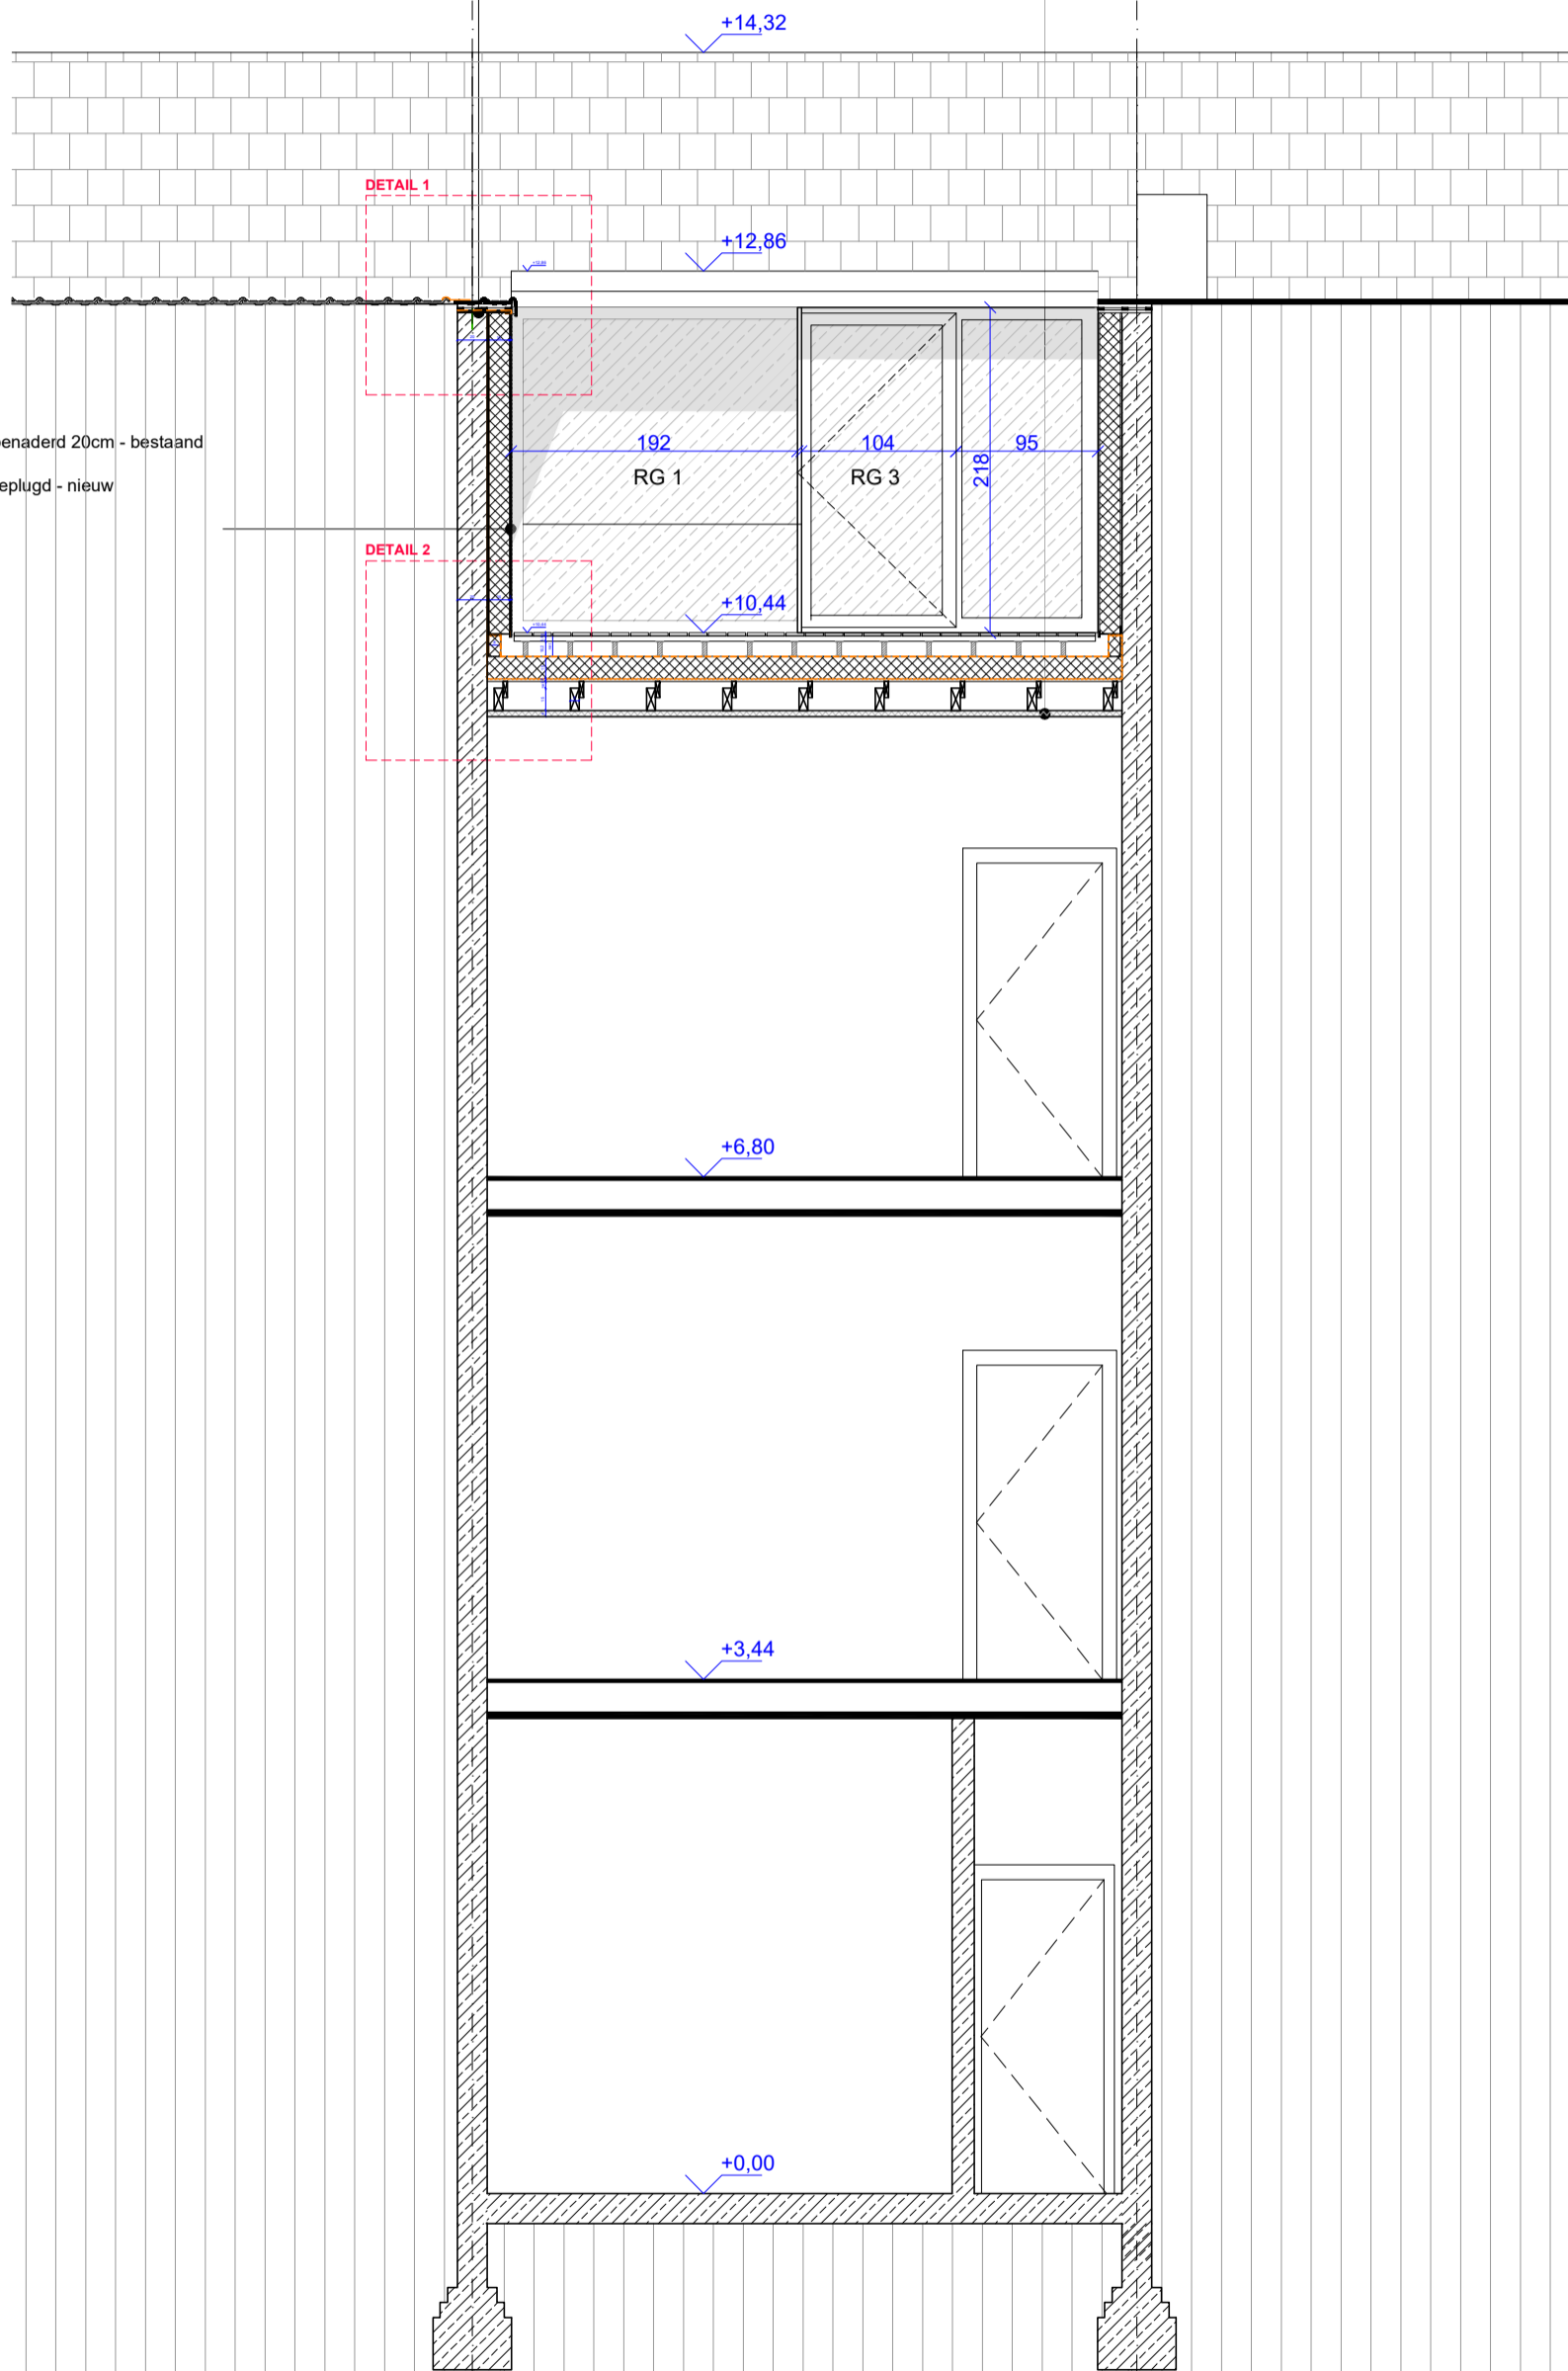 +14,32
DETAIL 1
+12,86
enaderd 20cm - bestaand
192
104
95
RG 1
RG 3
218
eplugd - nieuw
DETAIL 2
+10,44
+6,80
+3,44
+0,00